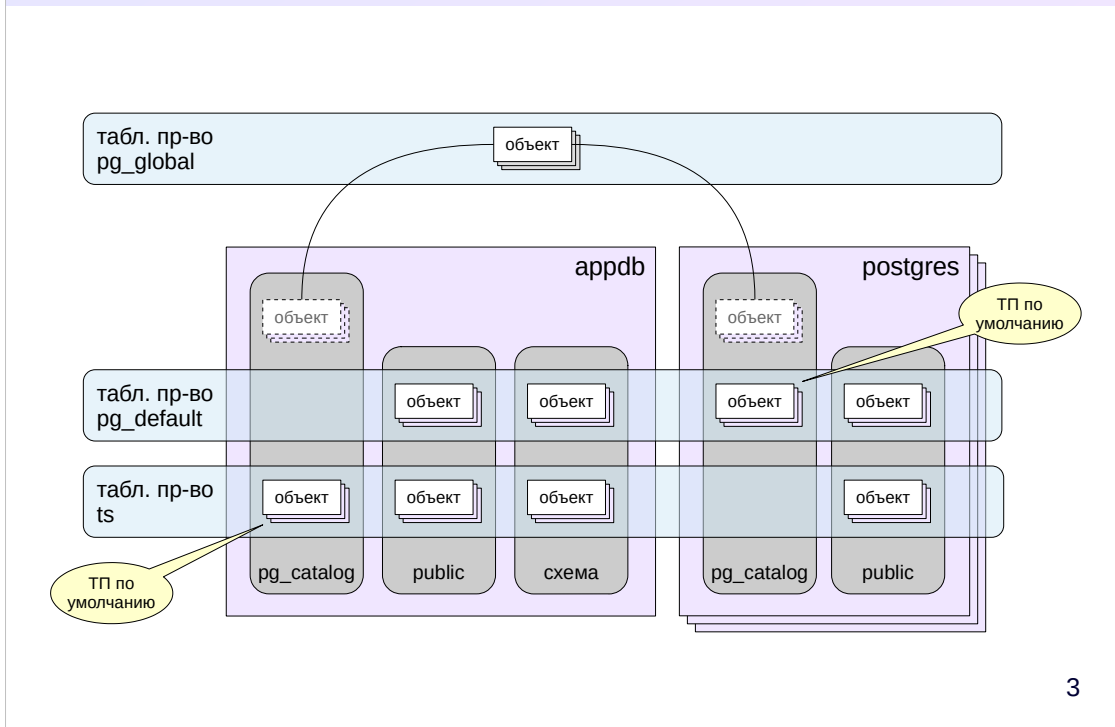 табл. пр-во
pg_global
объект
appdb
postgres
объект
объект
ТП по
умолчанию
табл. пр-во
pg_default
объект
объект
объект
объект
табл. пр-во
ts
объект
объект
объект
объект
pg_catalog
public
схема
pg_catalog
public
ТП по
умолчанию
3